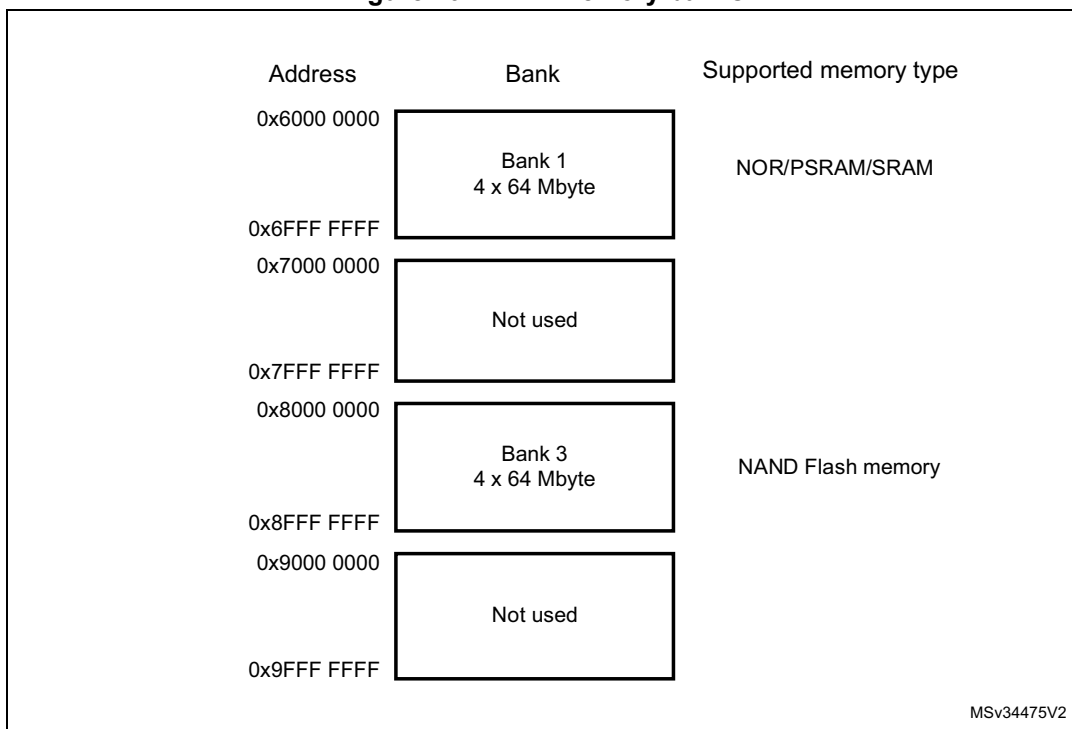 Address Bank Supported memory type
0x6000 0000
Bank 1
4 x 64 Mbyte
NOR/PSRAM/SRAM
0x6FFF FFFF
0x7000 0000
Not used
0x7FFF FFFF
0x8000 0000
Bank 3
4 x 64 Mbyte
NAND Flash memory
0x8FFF FFFF
0x9000 0000
Not used
0x9FFF FFFF
MSv34475V2